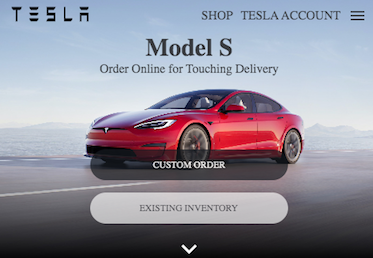 TESLA
SHOP TESLA ACCOUNT
Model S
Order Online for Touching Delivery
CUSTOM ORDER
EXISTING INVENTORY